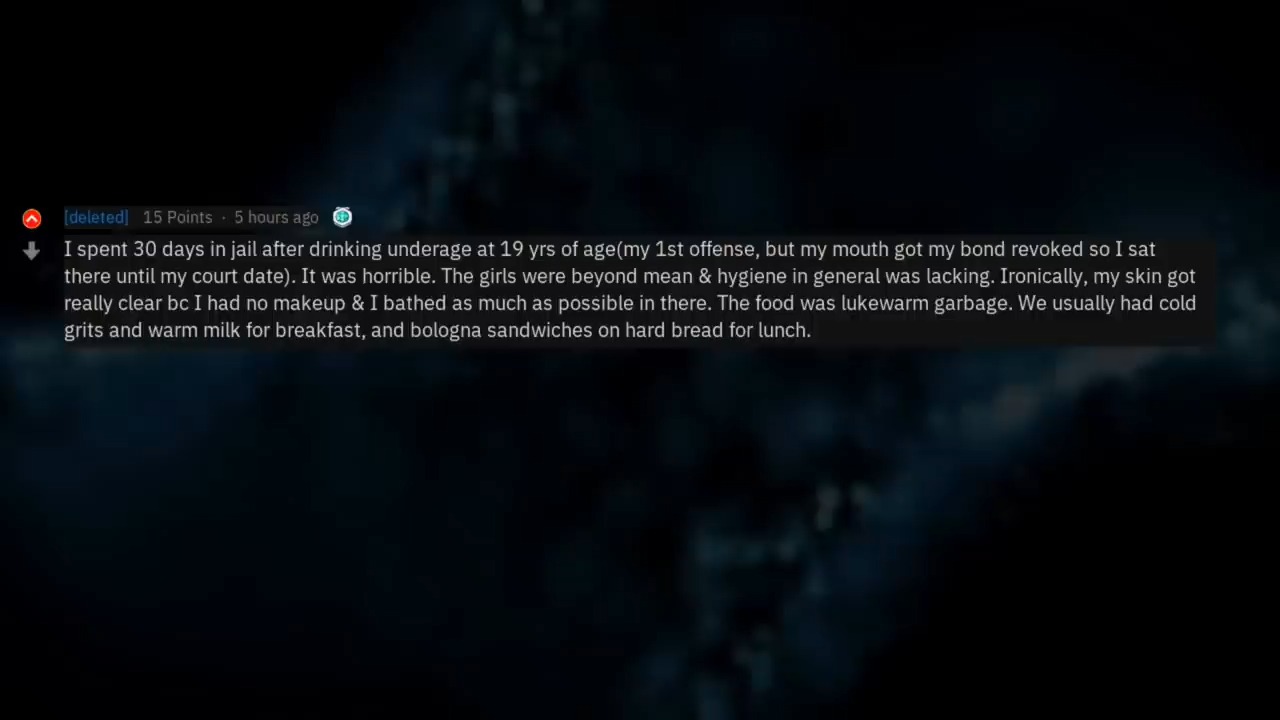 [deleted] 15 Points · 5 hours ago
I spent 30 days in jail after drinking underage at 19 yrs of age(my 1st offense, but my mouth got my bond revoked so I sat
there until my court date). It was horrible. The girls were beyond mean & hygiene in general was lacking. Ironically, my skin got
really clear bc I had no makeup & I bathed as much as possible in there. The food was lukewarm garbage. We usually had cold
grits and warm milk for breakfast, and bologna sandwiches on hard bread for lunch.